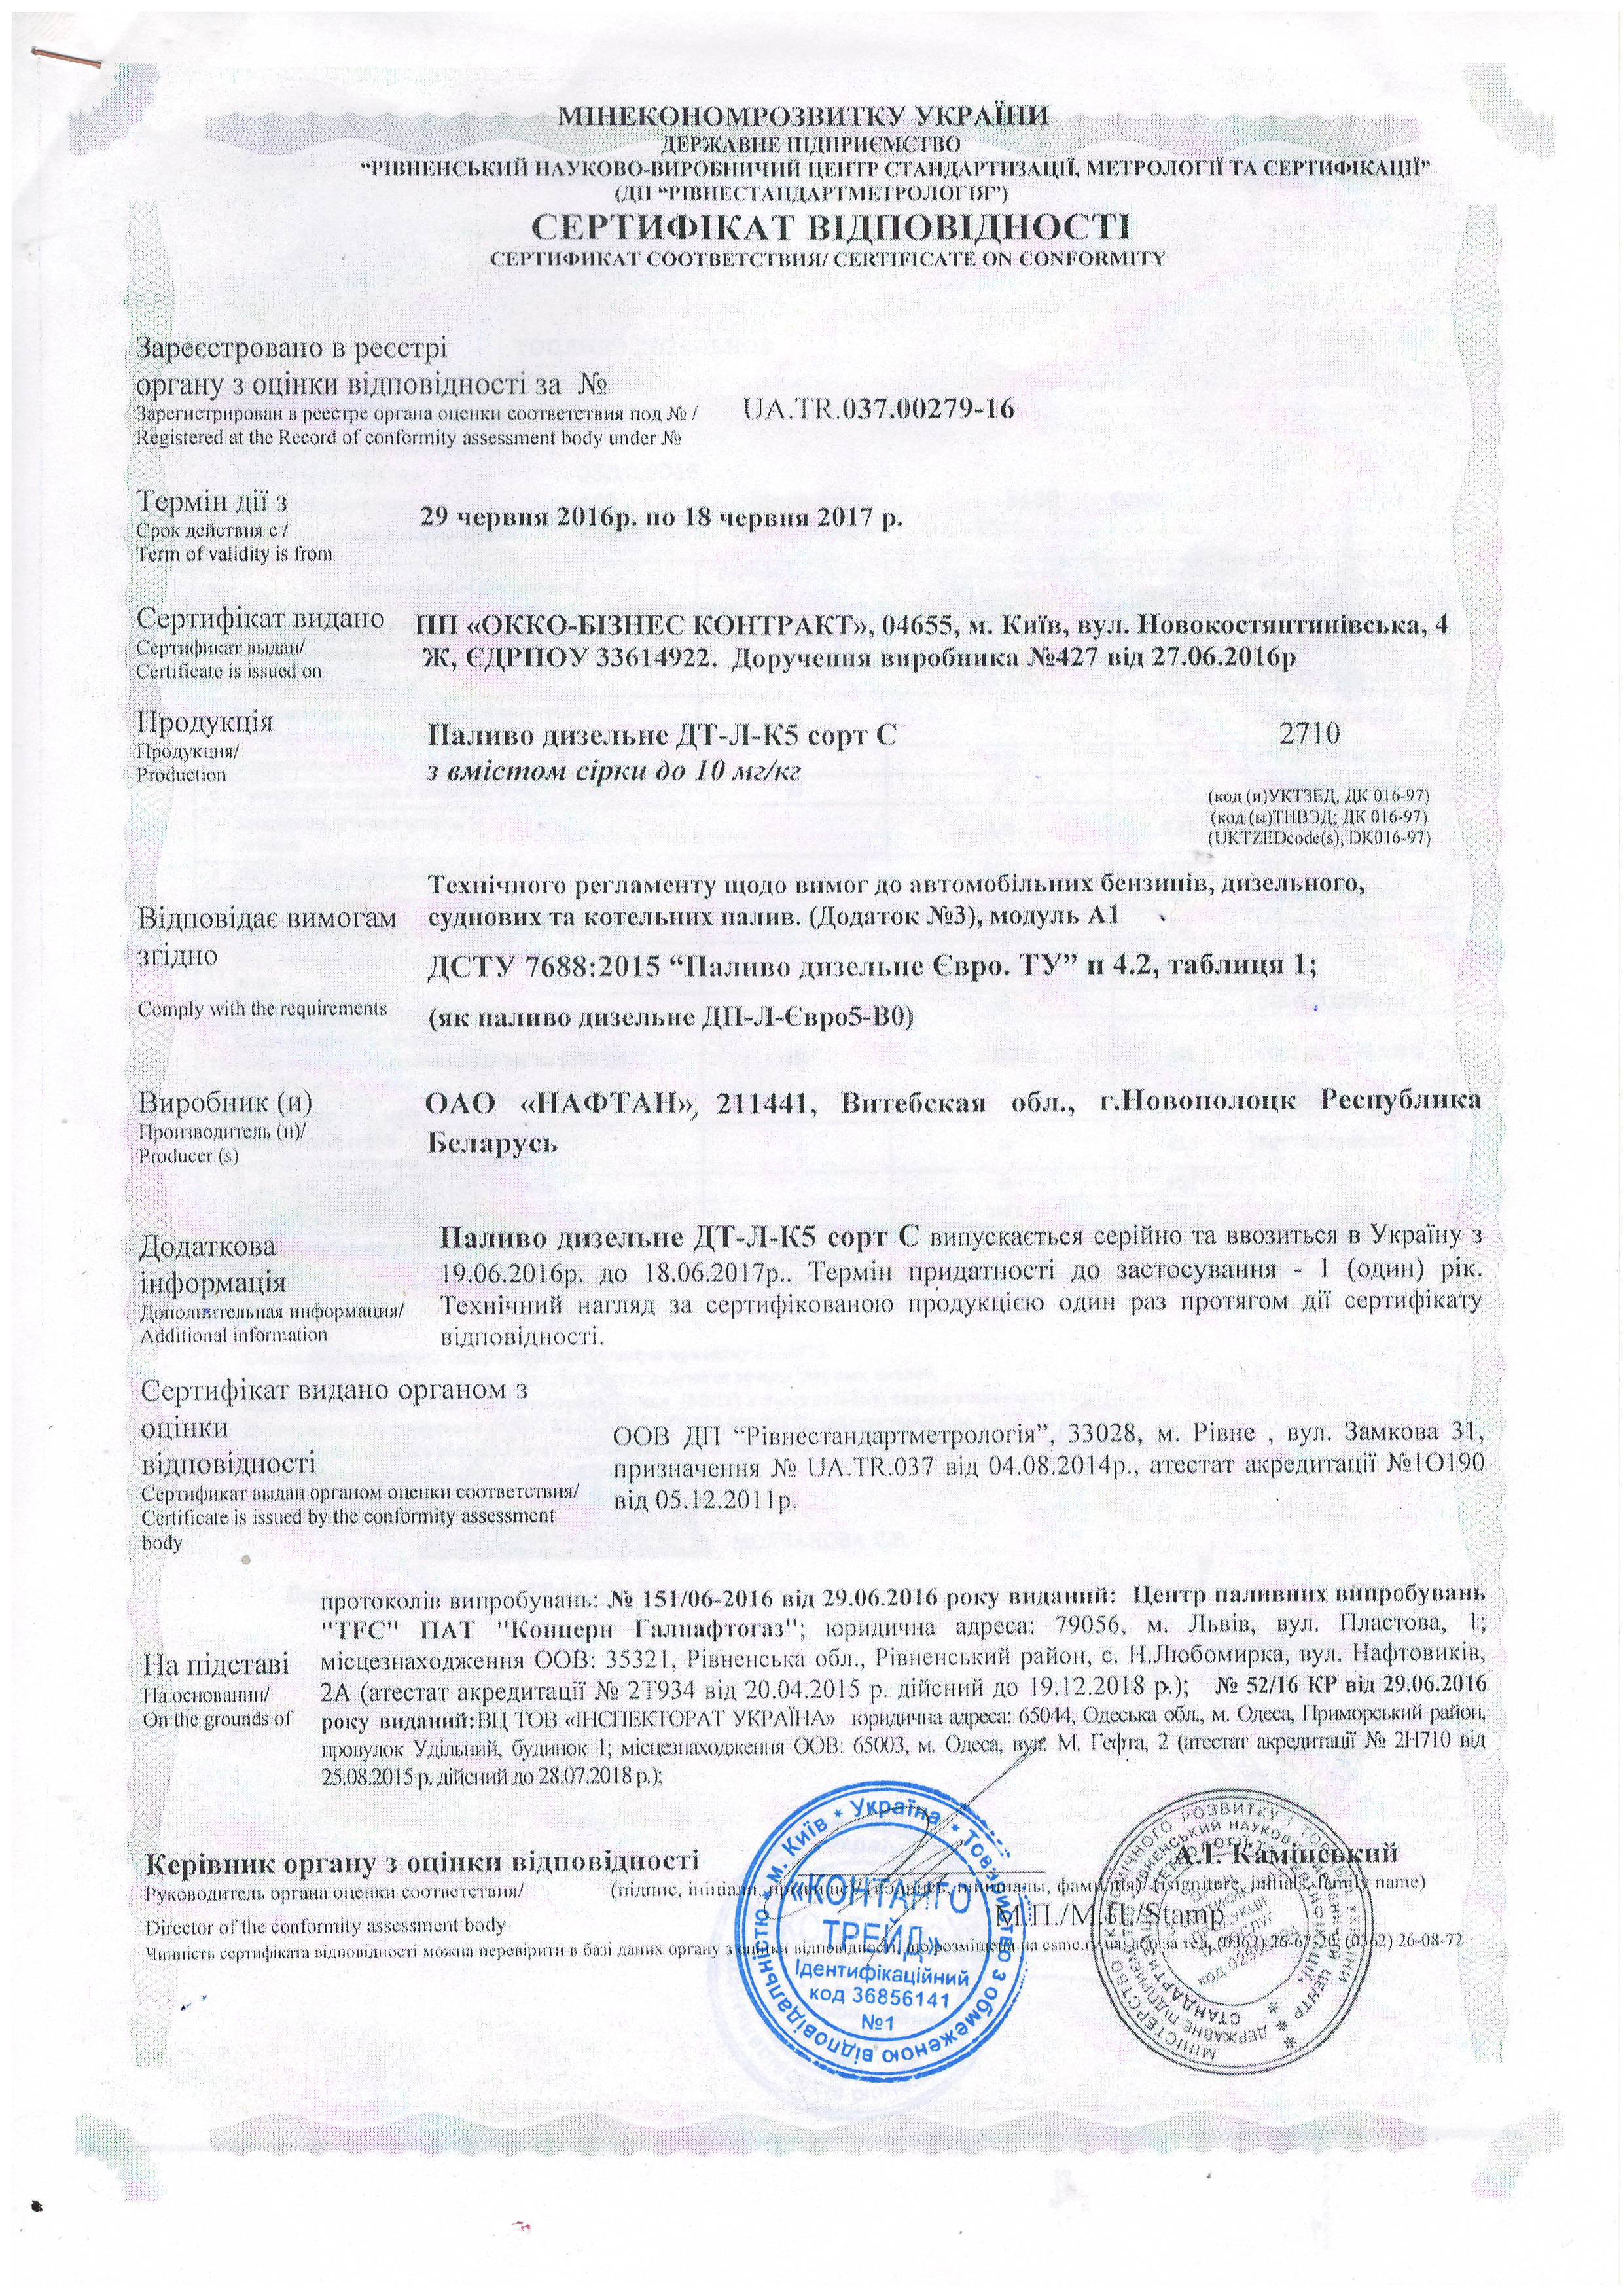 МІНЕКОНОМРОЗВИТКУ УКРАЇНИ
ДЕРЖАВНЕ ПІДПРИЄМСТВО
“РІВНЕНСЬКИЙ НАУКОВО-ВИРОБНИЧИЙ ЦЕНТР СТАНДАРТИЗАЦІЇ, МЕТРОЛОГІЇ ТА СЕРТИФІКАЦІЇ”
(ДП “РІВНЕСТАНДАРТМЕТРОЛОГІЯ”)
СЕРТИФІКАТ ВІДПОВІДНОСТІ
СЕРТИФИКАТ СООТВЕТСТВИЯ/ CERTIFICATE ON CONFORMITY
Зареєстровано в реєстрі
органу з оцінки відповідності за №
Зарегистрирован в реестре органа оценки соответствия под № /
Registered at the Record of conformity assessment body under №
UA.TR.037.00279-16
Термін дії з
Срок действия с /
Term of validity is from
29 червня 2016р. по 18 червня 2017 р.
Сертифікат видано
Сертификат выдан/
Certificate is issued on
ПП «ОККО-БІЗНЕС КОНТРАКТ», 04655, м. Київ, вул. Новокостянтинівська, 4
Ж, ЄДРПОУ 33614922. Доручення виробника №427 від 27.06.2016р
Продукція
Продукция/
Production
Паливо дизельне ДТ-Л-К5 сорт С
з вмістом сірки до 10 мг/кг
2710
(код (и)УКТЗЕД, ДК 016-97)
(код (ы)ТНВЭД; ДК 016-97)
(UKTZEDcode(s), DK016-97)
Відповідає вимогам
згідно
Comply with the requirements
Технічного регламенту щодо вимог до автомобільних бензинів, дизельного,
суднових та котельних палив. (Додаток №3), модуль А1
ДСТУ 7688:2015 “Паливо дизельне Євро. ТУ” п 4.2, таблиця 1;
(як паливо дизельне ДП-Л-Євро5-В0)
Виробник (и)
Производитель (и)/
Producer (s)
ОАО «НАФТАН», 211441, Витебская обл., г.Новополоцк Республика
Беларусь
Додаткова
інформація
Дополнительная информация/
Additional information
Паливо дизельне ДТ-Л-К5 сорт С випускається серійно та ввозиться в Україну з
19.06.2016р. до 18.06.2017р.. Термін придатності до застосування - 1 (один) рік.
Технічний нагляд за сертифікованою продукцією один раз протягом дії сертифікату
відповідності.
Сертифікат видано органом з
оцінки
відповідності
Сертификат выдан органом оценки соответствия/
Certificate is issued by the conformity assessment
body
ООВ ДП “Рівнестандартметрологія”, 33028, м. Рівне , вул. Замкова 31,
призначення № UA.TR.037 від 04.08.2014р., атестат акредитації №1О190
від 05.12.2011р.
На підставі
На основании/
On the grounds of
протоколів випробувань: № 151/06-2016 від 29.06.2016 року виданий: Центр паливних випробувань
"TFC" ПАТ "Концерн Галнафтогаз"; юридична адреса: 79056, м. Львів, вул. Пластова, 1;
місцезнаходження ООВ: 35321, Рівненська обл., Рівненський район, с. Н.Любомирка, вул. Нафтовиків,
2А (атестат акредитації № 2Т934 від 20.04.2015 р. дійсний до 19.12.2018 р.); № 52/16 КР від 29.06.2016
року виданий:ВЦ ТОВ «ІНСПЕКТОРАТ УКРАЇНА» юридична адреса: 65044, Одеська обл., м. Одеса, Приморський район,
провулок Удільний, будинок 1; місцезнаходження ООВ: 65003, м. Одеса, вул. М. Гефта, 2 (атестат акредитації № 2Н710 від
25.08.2015 р. дійсний до 28.07.2018 р.);
Керівник органу з оцінки відповідності
А.І. Камінський
Руководитель органа оценки соответствия/
(підпис, ініціали, инициалы, фамилия)/ (signiture, initials, family name)
Director of the conformity assessment body
М.П./М.П./Stamp
Чинність сертифіката відповідності можна перевірити в базі даних органу з оцінки відповідності, що розміщена на csmc.rv.ua, або за тел. (0362) 26-67-20; (0362) 26-08-72
м. Київ * Україна * Товариство з обмеженою відповідальністю
«КОНТАНГО
ТРЕЙД»
Ідентифікаційний
код 36856141
№1